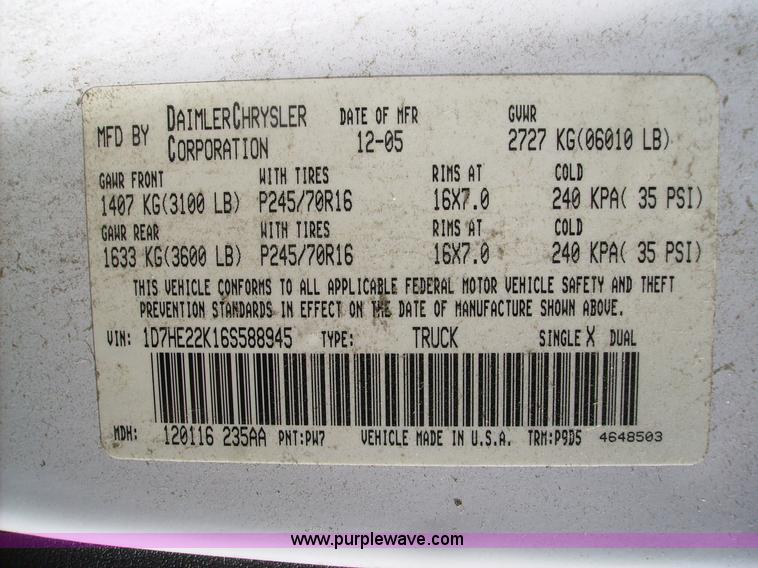 MFD BY DAIMLERCHRYSLER CORPORATION DATE OF MFR 12-05 GVWR 2727 KG(06010 LB)
GAWR FRONT WITH TIRES RIMS AT COLD
1407 KG(3100 LB) P245/70R16 16X7.0 240 KPA( 35 PSI)
GAWR REAR WITH TIRES RIMS AT COLD
1633 KG(3600 LB) P245/70R16 16X7.0 240 KPA( 35 PSI)
THIS VEHICLE CONFORMS TO ALL APPLICABLE FEDERAL MOTOR VEHICLE SAFETY AND THEFT
PREVENTION STANDARDS IN EFFECT ON THE DATE OF MANUFACTURE SHOWN ABOVE.
VIN: 1D7HE22K16S588945 TYPE: TRUCK SINGLE X DUAL
MDH: 120116 235AA PNT:PW7 VEHICLE MADE IN U.S.A. TRM:P9D5 4648503
www.purplewave.com